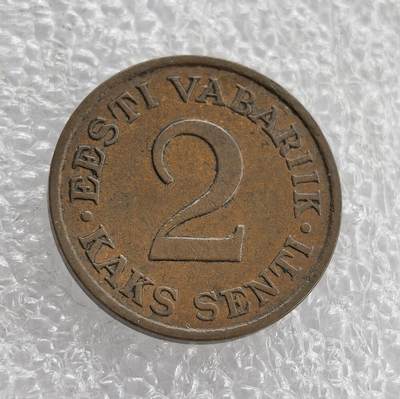 · EESTI VABARIIK ·
2
KAKS SENTI